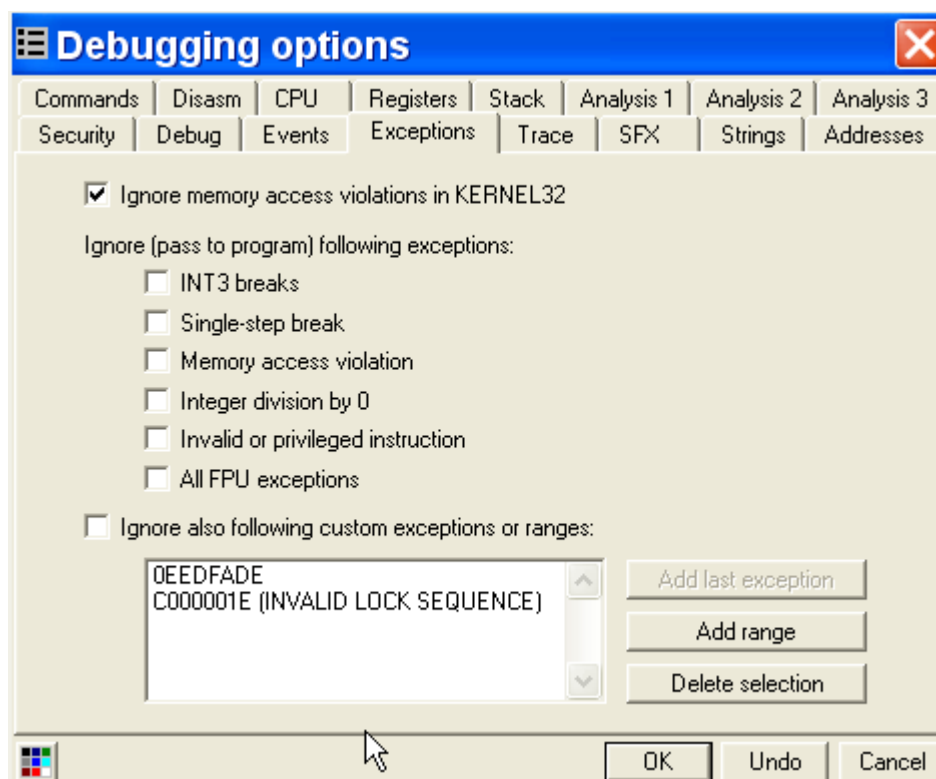 Debugging options
Commands Disasm CPU Registers Stack Analysis 1 Analysis 2 Analysis 3
Security Debug Events Exceptions Trace SFX Strings Addresses
Ignore memory access violations in KERNEL32
Ignore (pass to program) following exceptions:
INT3 breaks
Single-step break
Memory access violation
Integer division by 0
Invalid or privileged instruction
All FPU exceptions
Ignore also following custom exceptions or ranges:
0EEDFADE
C000001E (INVALID LOCK SEQUENCE)
Add last exception
Add range
Delete selection
OK Undo Cancel